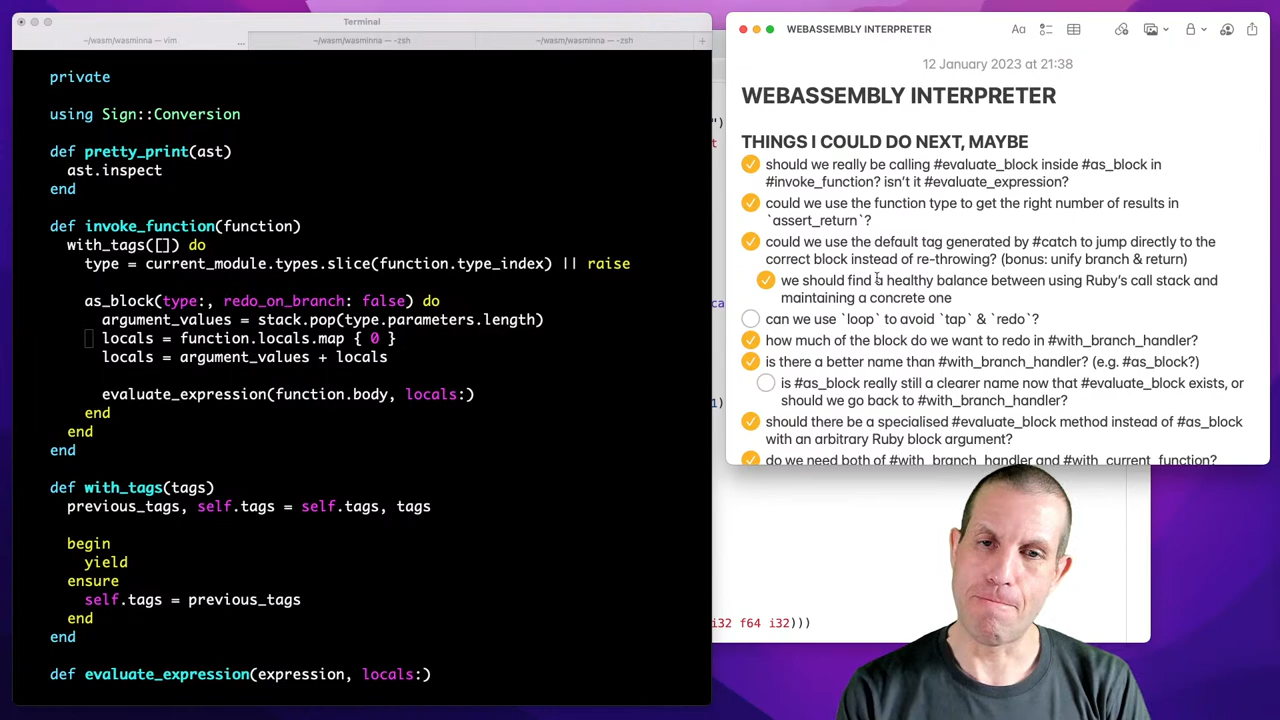 Terminal
~/wasm/wasminna — vim
...
~/wasm/wasminna — -zsh
~/wasm/wasminna — -zsh
+
private
using Sign::Conversion
def pretty_print(ast)
ast.inspect
end
def invoke_function(function)
with_tags([]) do
type = current_module.types.slice(function.type_index) || raise
as_block(type:, redo_on_branch: false) do
argument_values = stack.pop(type.parameters.length)
locals = function.locals.map { 0 }
locals = argument_values + locals
evaluate_expression(function.body, locals:)
end
end
end
def with_tags(tags)
previous_tags, self.tags = self.tags, tags
begin
yield
ensure
self.tags = previous_tags
end
end
def evaluate_expression(expression, locals:)
")
t
ca
1)
i32 f64 i32)))
WEBASSEMBLY INTERPRETER
Aa
12 January 2023 at 21:38
WEBASSEMBLY INTERPRETER
THINGS I COULD DO NEXT, MAYBE
should we really be calling #evaluate_block inside #as_block in
#invoke_function? isn't it #evaluate_expression?
could we use the function type to get the right number of results in
`assert_return`?
could we use the default tag generated by #catch to jump directly to the
correct block instead of re-throwing? (bonus: unify branch & return)
we should find a healthy balance between using Ruby's call stack and
maintaining a concrete one
can we use `loop` to avoid `tap` & `redo`?
how much of the block do we want to redo in #with_branch_handler?
is there a better name than #with_branch_handler? (e.g. #as_block?)
is #as_block really still a clearer name now that #evaluate_block exists, or
should we go back to #with_branch_handler?
should there be a specialised #evaluate_block method instead of #as_block
with an arbitrary Ruby block argument?
do we need both of #with_branch_handler and #with_current_function?